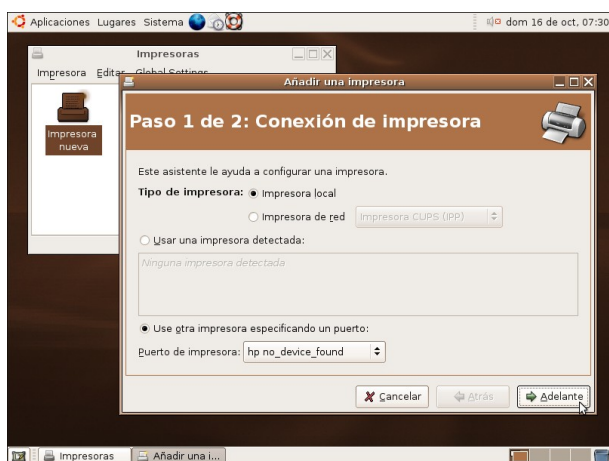 Aplicaciones Lugares Sistema
dom 16 de oct, 07:30
Impresoras
Impresora Editar Global Settings
Impresora
nueva
Añadir una impresora
Paso 1 de 2: Conexión de impresora
Este asistente le ayuda a configurar una impresora.
Tipo de impresora: Impresora local
Impresora de red Impresora CUPS (IPP)
Usar una impresora detectada:
Ninguna impresora detectada
Use otra impresora especificando un puerto:
Puerto de impresora: hp no_device_found
Cancelar Atrás Adelante
Impresoras Añadir una i...